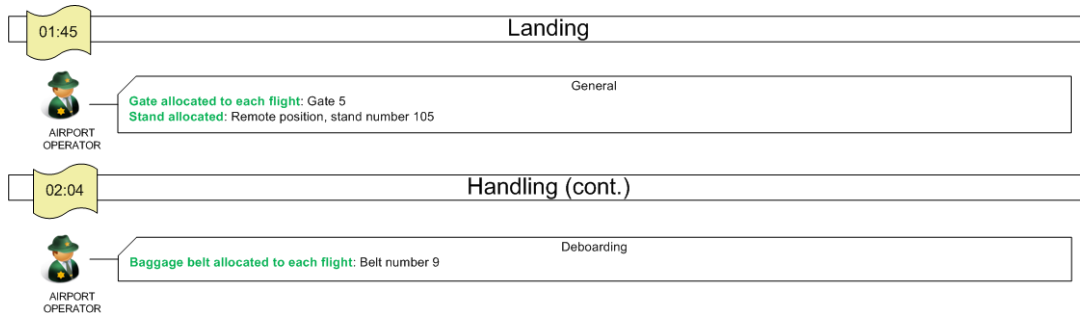 01:45
Landing
General
Gate allocated to each flight: Gate 5
Stand allocated: Remote position, stand number 105
AIRPORT
OPERATOR
02:04
Handling (cont.)
Deboarding
Baggage belt allocated to each flight: Belt number 9
AIRPORT
OPERATOR